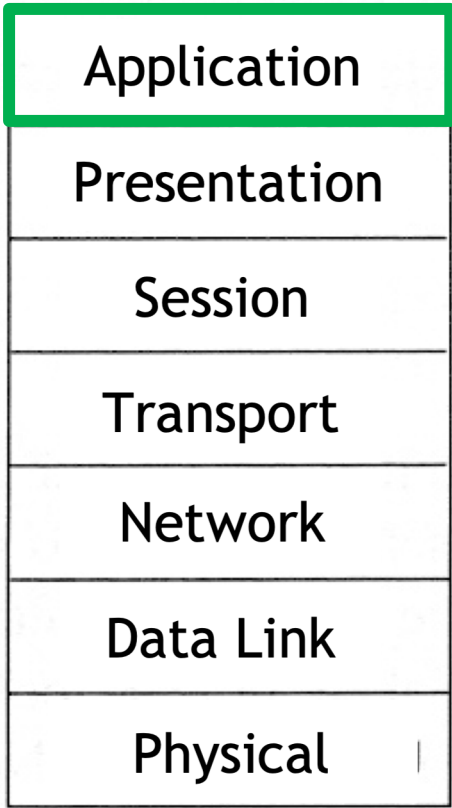 Application
Presentation
Session
Transport
Network
Data Link
Physical